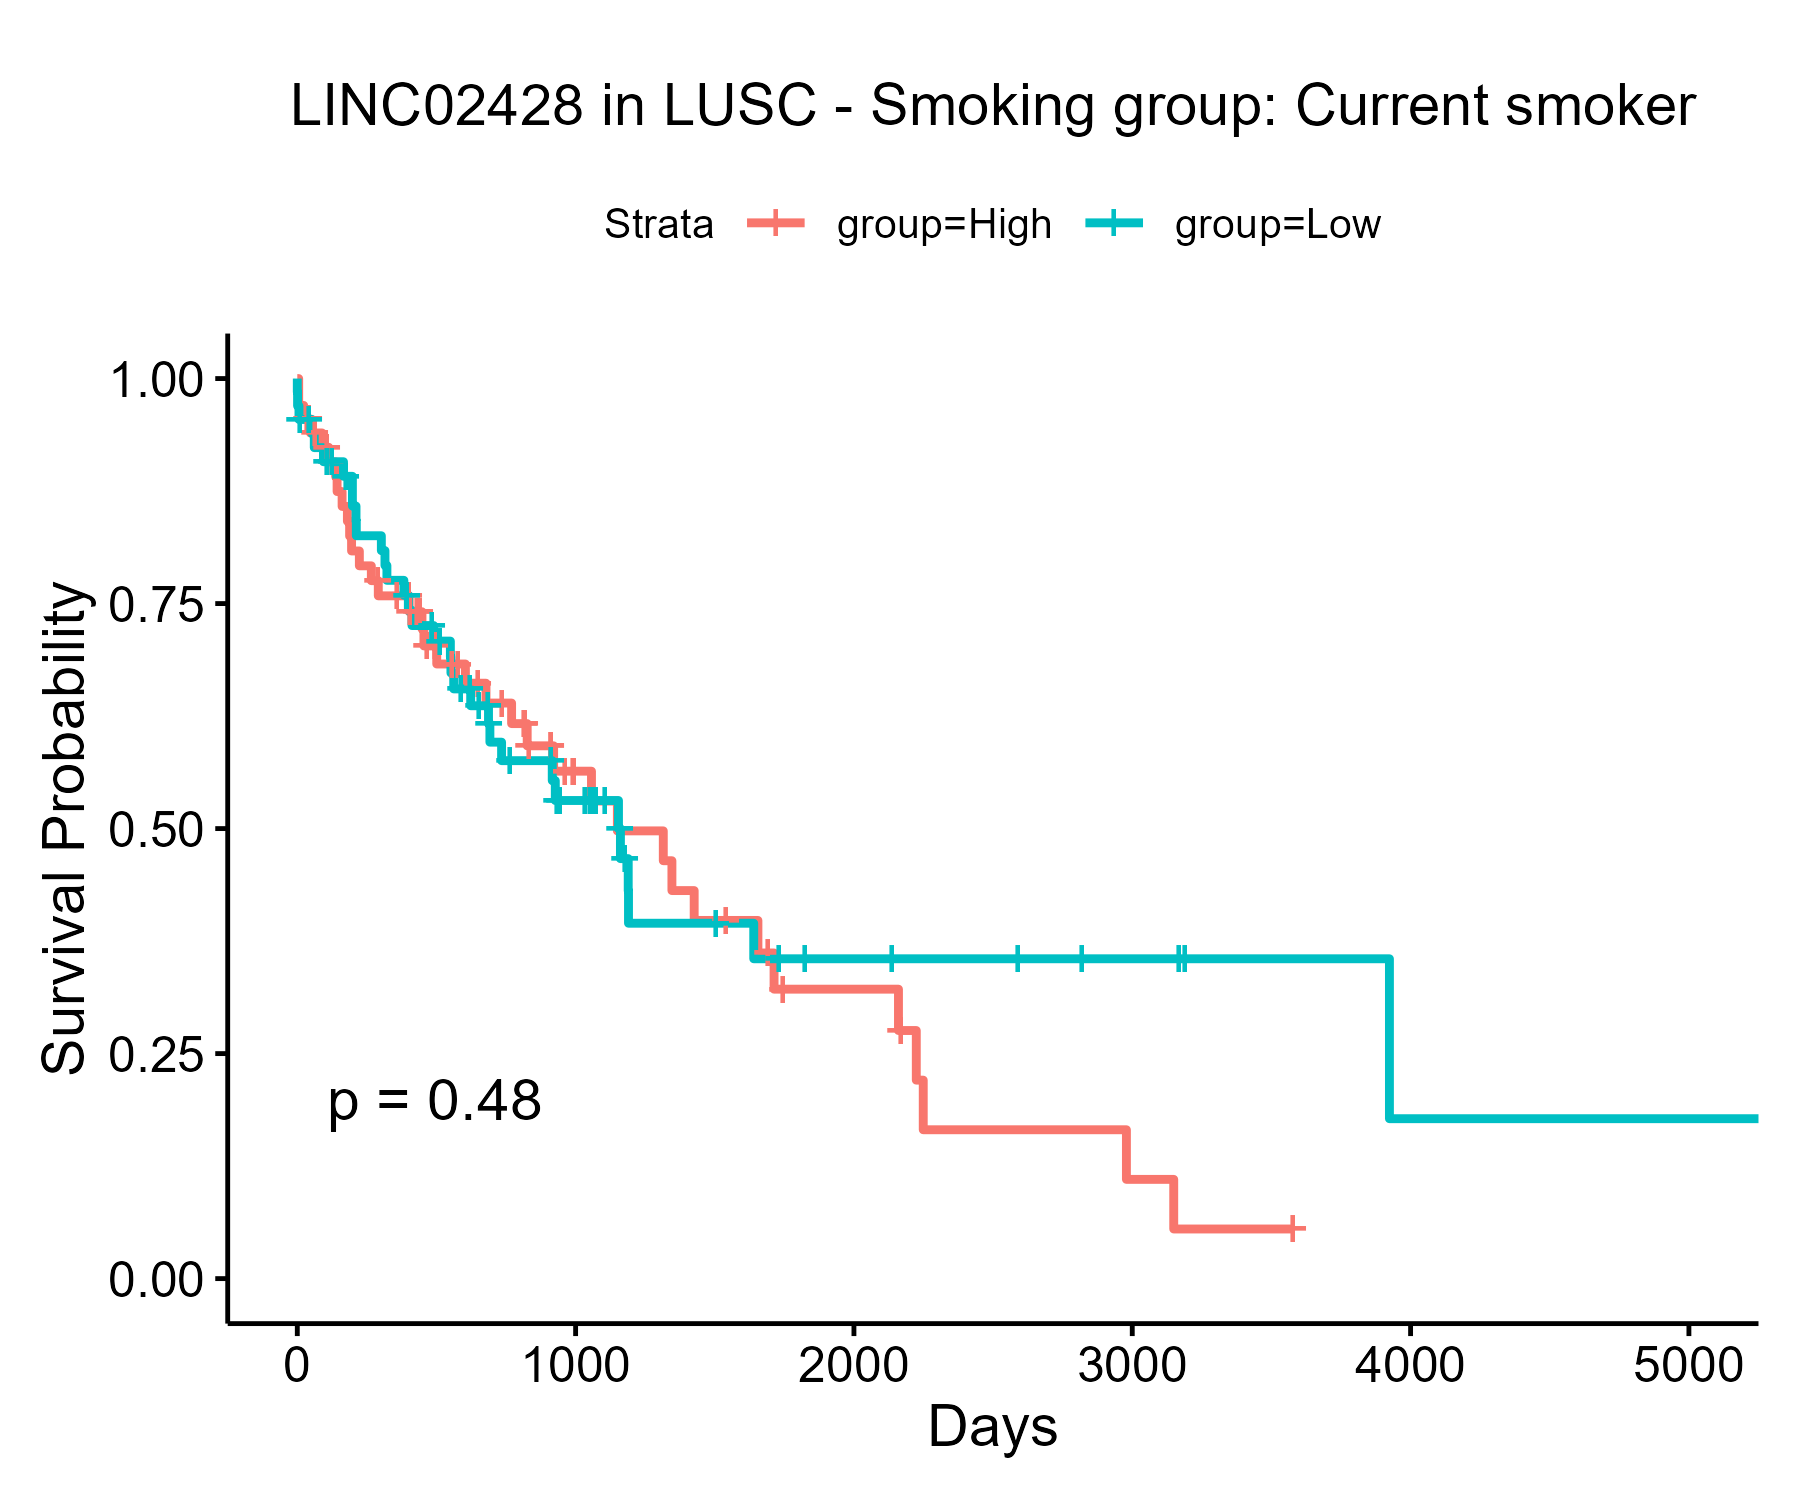 LINC02428 in LUSC - Smoking group: Current smoker
Strata group=High group=Low
Survival Probability
1.00
0.75
0.50
0.25
0.00
p = 0.48
0 1000 2000 3000 4000 5000
Days